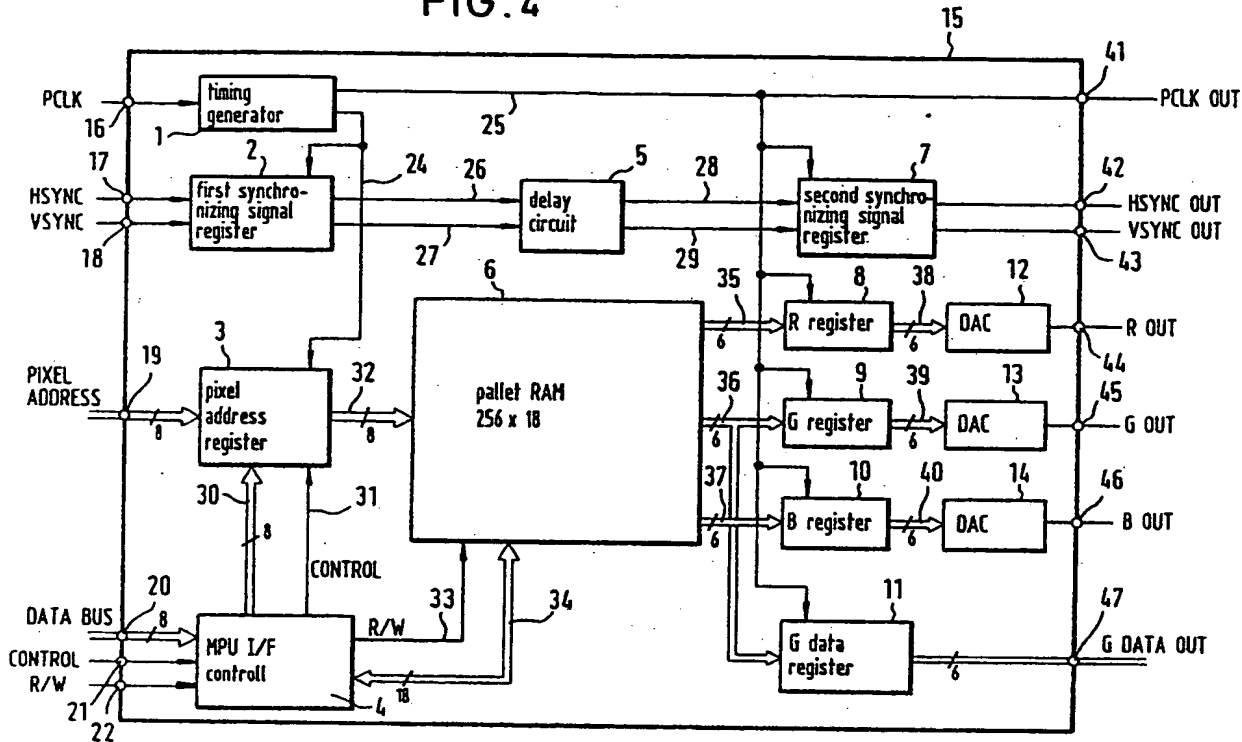 FIG. 4
15
41
PCLK
16
timing
generator
1
25
PCLK OUT
17
HSYNC
VSYNC
18
2
first synchro-
nizing signal
register
24
26
27
5
delay
circuit
28
29
7
second synchro-
nizing signal
register.
42
HSYNC OUT
VSYNC OUT
43
6
pallet RAM
256 x 18
35
6
8
R register
38
6
12
DAC
R OUT
44
PIXEL
ADDRESS
19
8
3
pixel
address
register
32
8
36
6
9
G register
39
6
13
DAC
45
G OUT
37
6
10
B register
40
6
14
DAC
46
B OUT
30
8
31
CONTROL
DATA BUS
20
8
CONTROL
R/W
21
22
MPU I/F
controll
4
R/W
33
34
18
11
G data
register
6
47
G DATA OUT